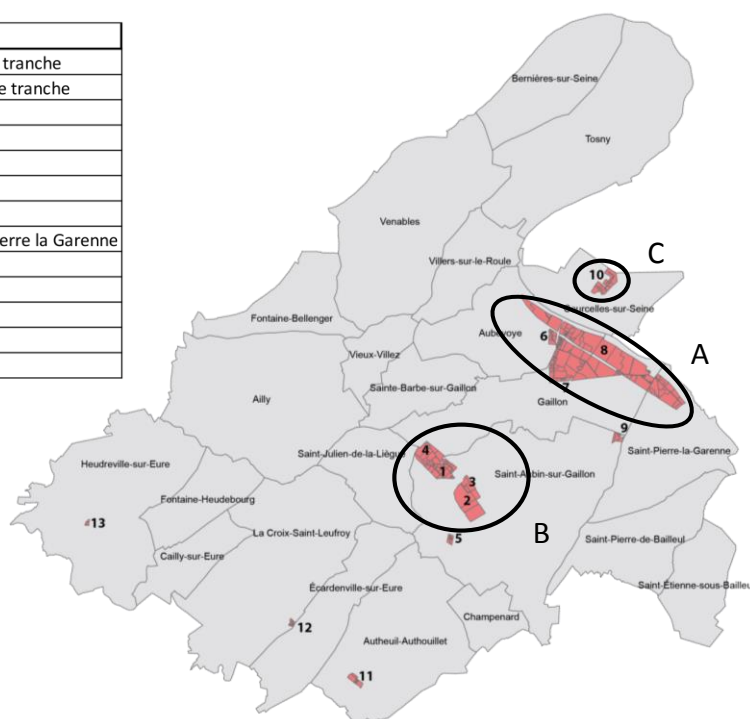 tranche
e tranche
erre la Garenne
Bernières-sur-Seine
Tosny
Venables
Villers-sur-le-Roule
C
10
Courcelles-sur-Seine
Fontaine-Bellenger
Aubevoye
6
8
A
Vieux-Villez
7
Sainte-Barbe-sur-Gaillon
Ailly
Gaillon
9
4
Saint-Julien-de-la-Liègue
Saint-Pierre-la-Garenne
Heudreville-sur-Eure
1
3
Saint-Aubin-sur-Gaillon
Fontaine-Heudebourg
2
13
La Croix-Saint-Leufroy
B
5
Saint-Pierre-de-Bailleul
Cailly-sur-Eure
Écardenville-sur-Eure
Saint-Étienne-sous-Bailleu
Champenard
12
Autheuil-Authouillet
11